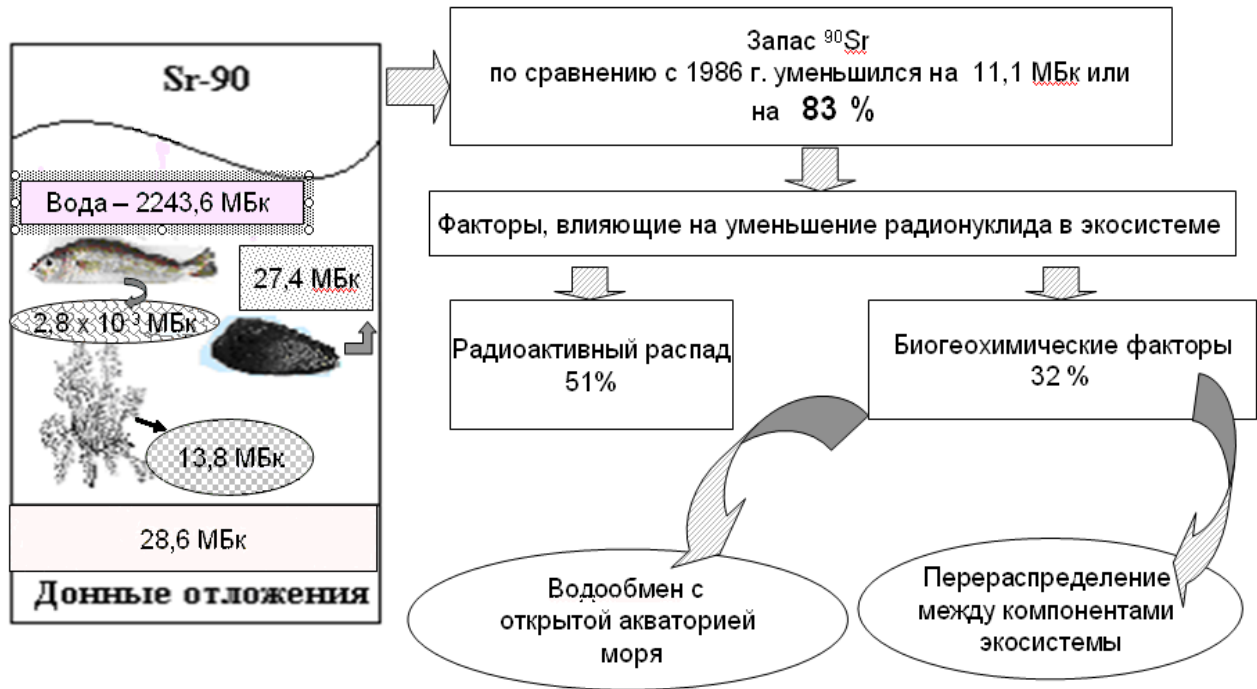 Sr-90
Вода – 2243,6 МБк
27,4 МБк
2,8 х 10⁻³ МБк
13,8 МБк
28,6 МБк
Донные отложения
Запас ⁹⁰Sr
по сравнению с 1986 г. уменьшился на 11,1 МБк или
на 83 %
Факторы, влияющие на уменьшение радионуклида в экосистеме
Радиоактивный распад
51%
Биогеохимические факторы
32 %
Водообмен с
открытой акваторией
моря
Перераспределение
между компонентами
экосистемы